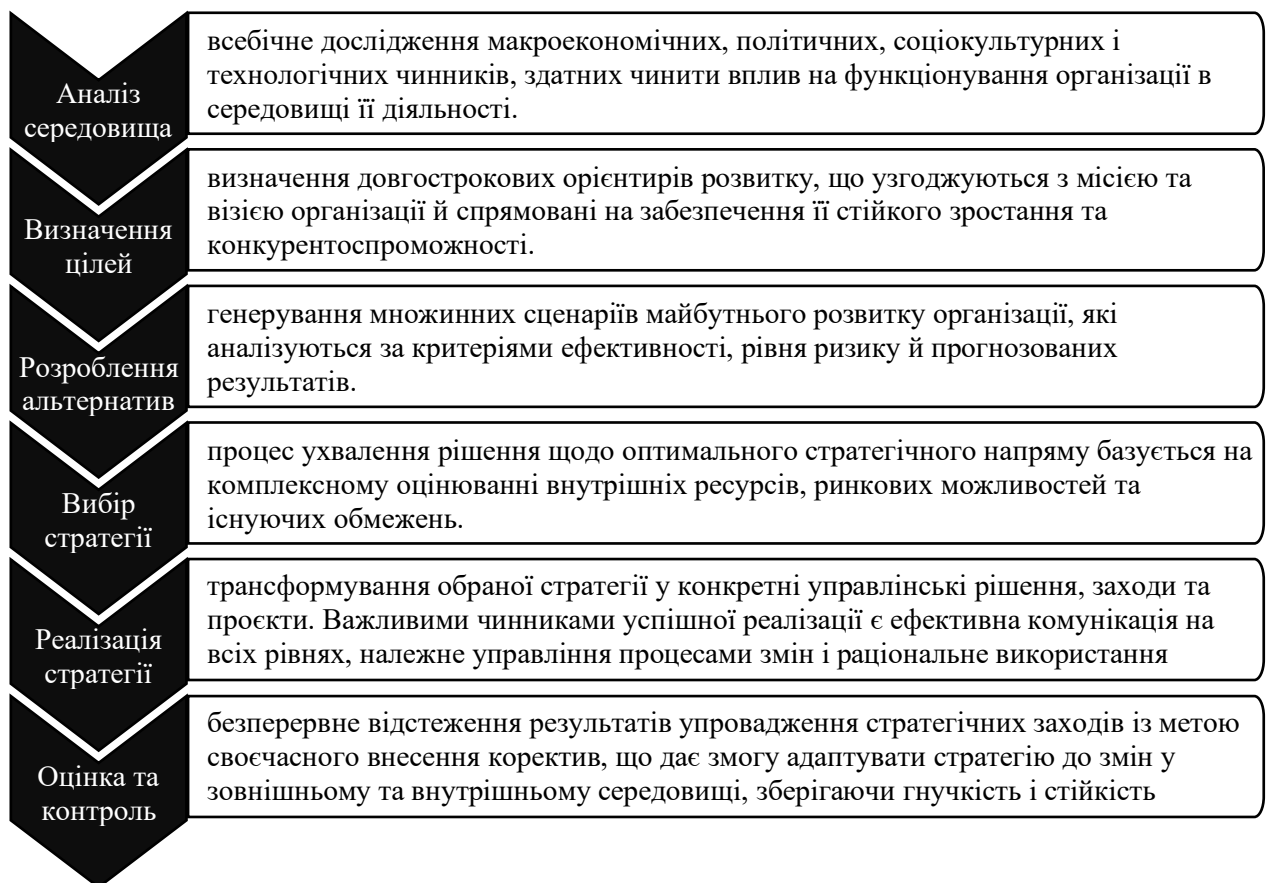 Аналіз
середовища
всебічне дослідження макроекономічних, політичних, соціокультурних і
технологічних чинників, здатних чинити вплив на функціонування організації в
середовищі її діяльності.
Визначення
цілей
визначення довгострокових орієнтирів розвитку, що узгоджуються з місією та
візією організації й спрямовані на забезпечення її стійкого зростання та
конкурентоспроможності.
Розроблення
альтернатив
генерування множинних сценаріїв майбутнього розвитку організації, які
аналізуються за критеріями ефективності, рівня ризику й прогнозованих
результатів.
Вибір
стратегії
процес ухвалення рішення щодо оптимального стратегічного напряму базується на
комплексному оцінюванні внутрішніх ресурсів, ринкових можливостей та
існуючих обмежень.
Реалізація
стратегії
трансформування обраної стратегії у конкретні управлінські рішення, заходи та
проєкти. Важливими чинниками успішної реалізації є ефективна комунікація на
всіх рівнях, належне управління процесами змін і раціональне використання
Оцінка та
контроль
безперервне відстеження результатів упровадження стратегічних заходів із метою
своєчасного внесення коректив, що дає змогу адаптувати стратегію до змін у
зовнішньому та внутрішньому середовищі, зберігаючи гнучкість і стійкість